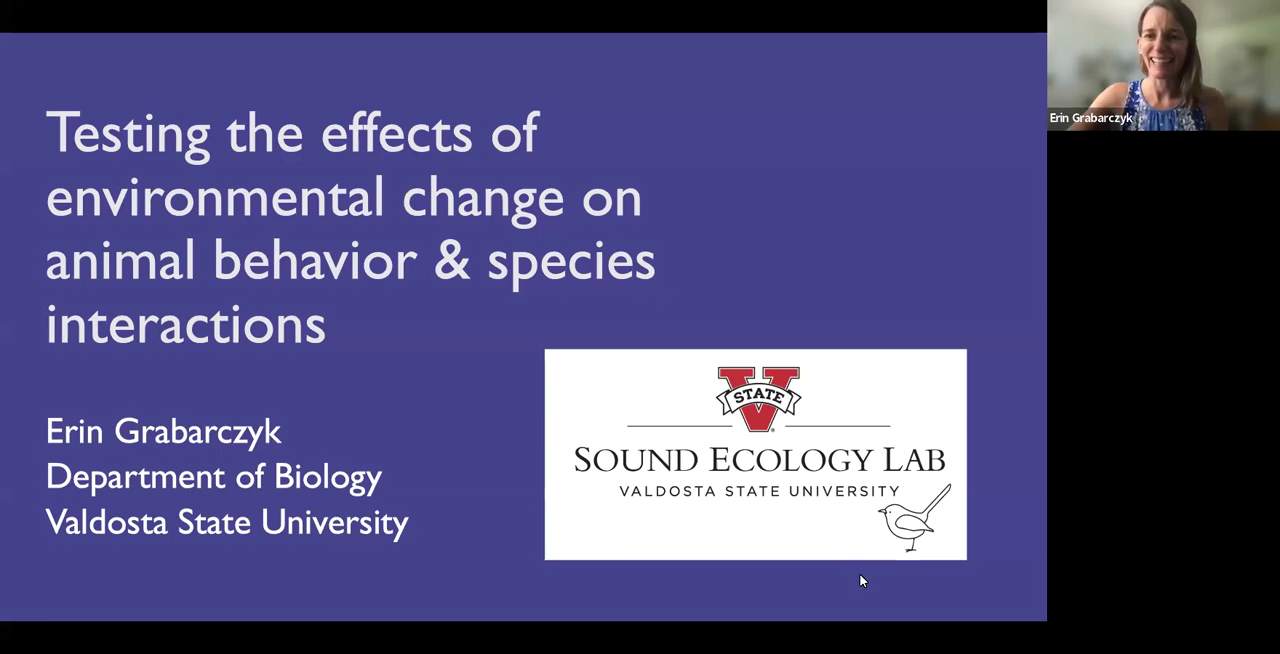 Testing the effects of
environmental change on
animal behavior & species
interactions
Erin Grabarczyk
Department of Biology
Valdosta State University
V
STATE
SOUND ECOLOGY LAB
VALDOSTA STATE UNIVERSITY
Erin Grabarczyk